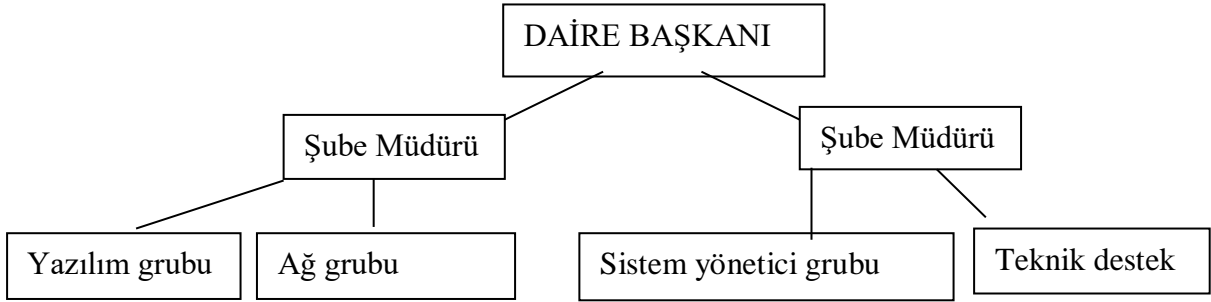 DAİRE BAŞKANI
Şube Müdürü
Şube Müdürü
Yazılım grubu
Ağ grubu
Sistem yönetici grubu
Teknik destek